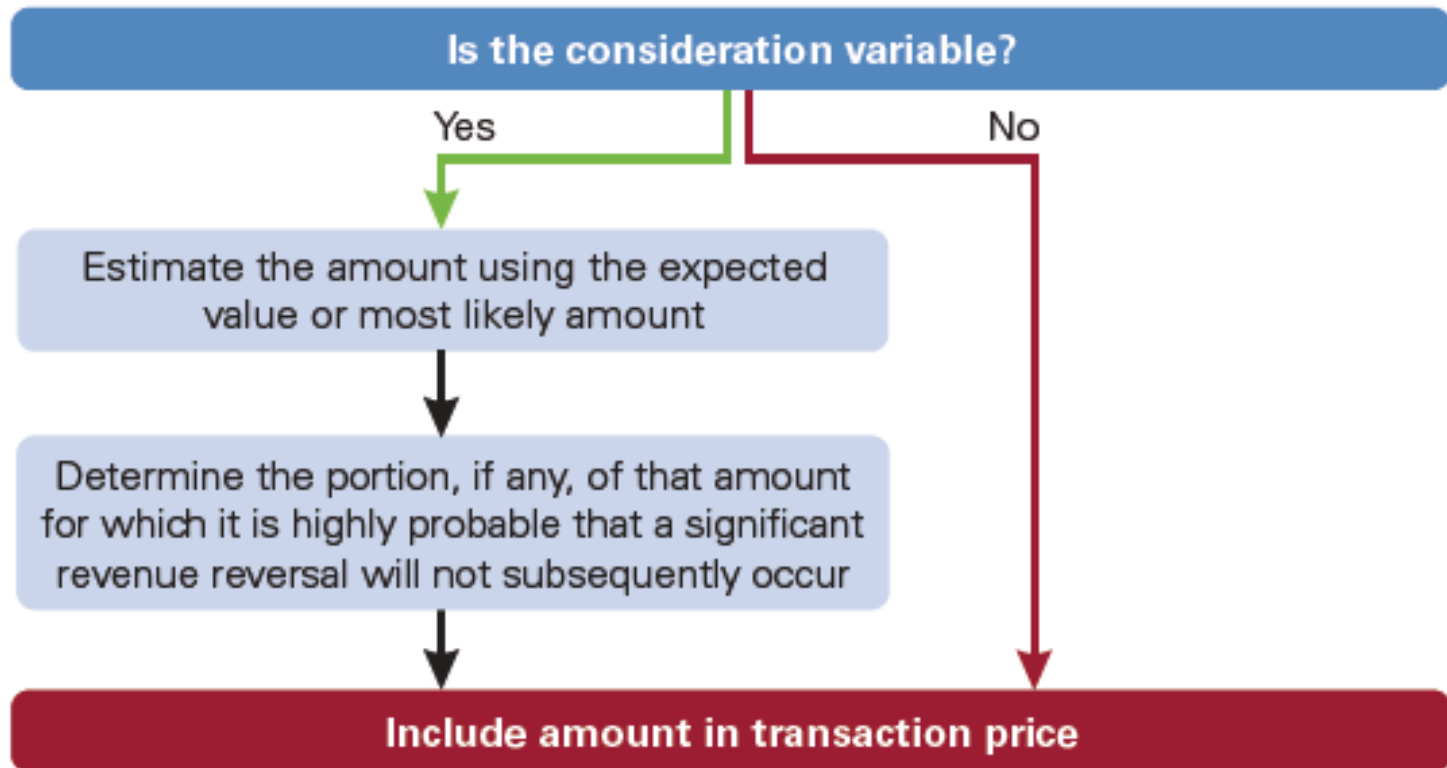 Is the consideration variable?
Yes
No
Estimate the amount using the expected
value or most likely amount
Determine the portion, if any, of that amount
for which it is highly probable that a significant
revenue reversal will not subsequently occur
Include amount in transaction price